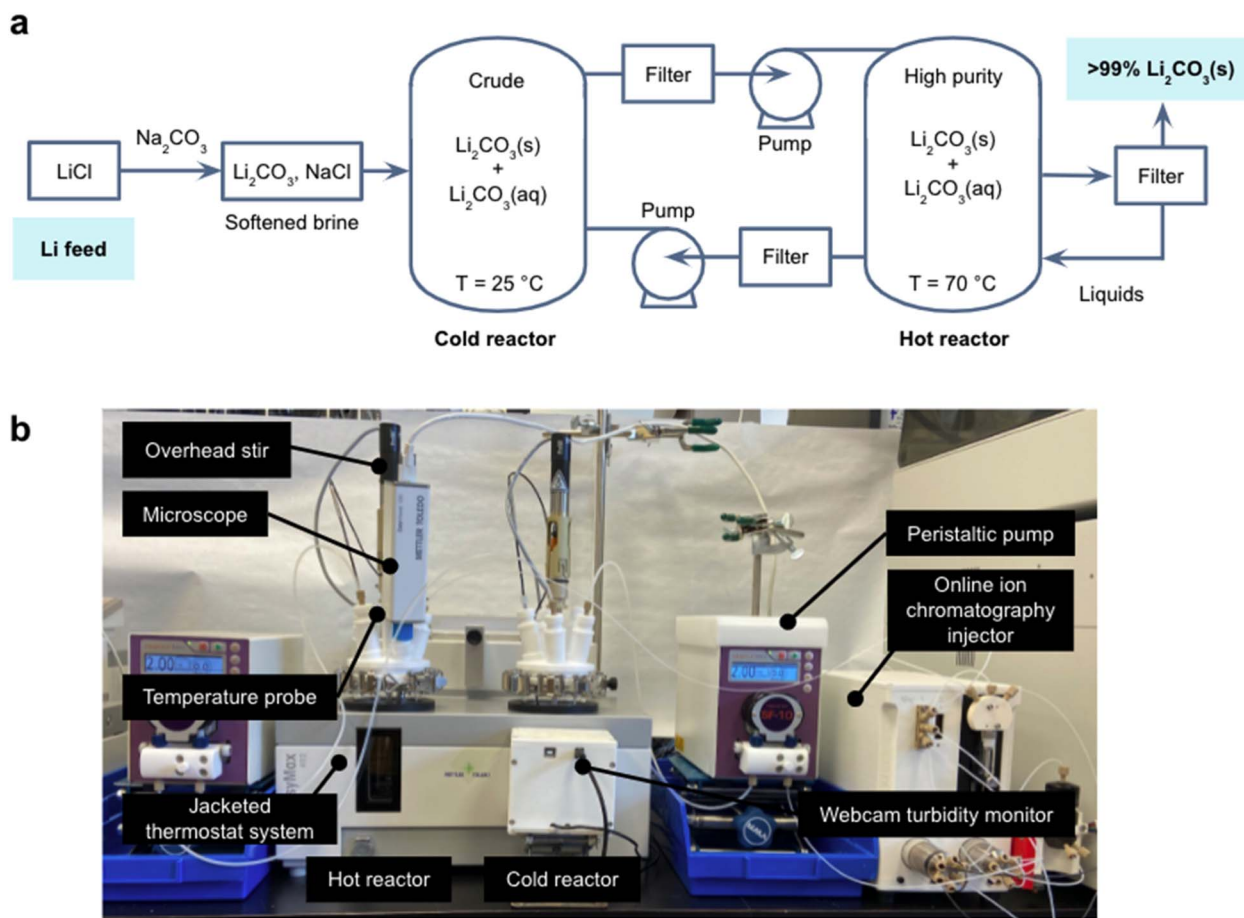 a
LiCl
Li feed
Na₂CO₃
Li₂CO₃, NaCl
Softened brine
Crude
Li₂CO₃(s)
+
Li₂CO₃(aq)
T = 25 °C
Cold reactor
Filter
Pump
Pump
Filter
High purity
Li₂CO₃(s)
+
Li₂CO₃(aq)
T = 70 °C
Hot reactor
>99% Li₂CO₃(s)
Filter
Liquids
b
Overhead stir
Microscope
Temperature probe
Jacketed
thermostat system
Hot reactor
Cold reactor
Peristaltic pump
Online ion
chromatography
injector
Webcam turbidity monitor
METTLER TOLEDO
2.00
2.00
SF-10